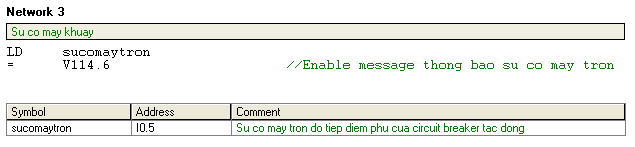 Network 3
Su co may khuay
LD sucomaytron
= V114.6 //Enable message thong bao su co may tron
Symbol Address Comment
sucomaytron I0.5 Su co may tron do tiep diem phu cua circuit breaker tac dong